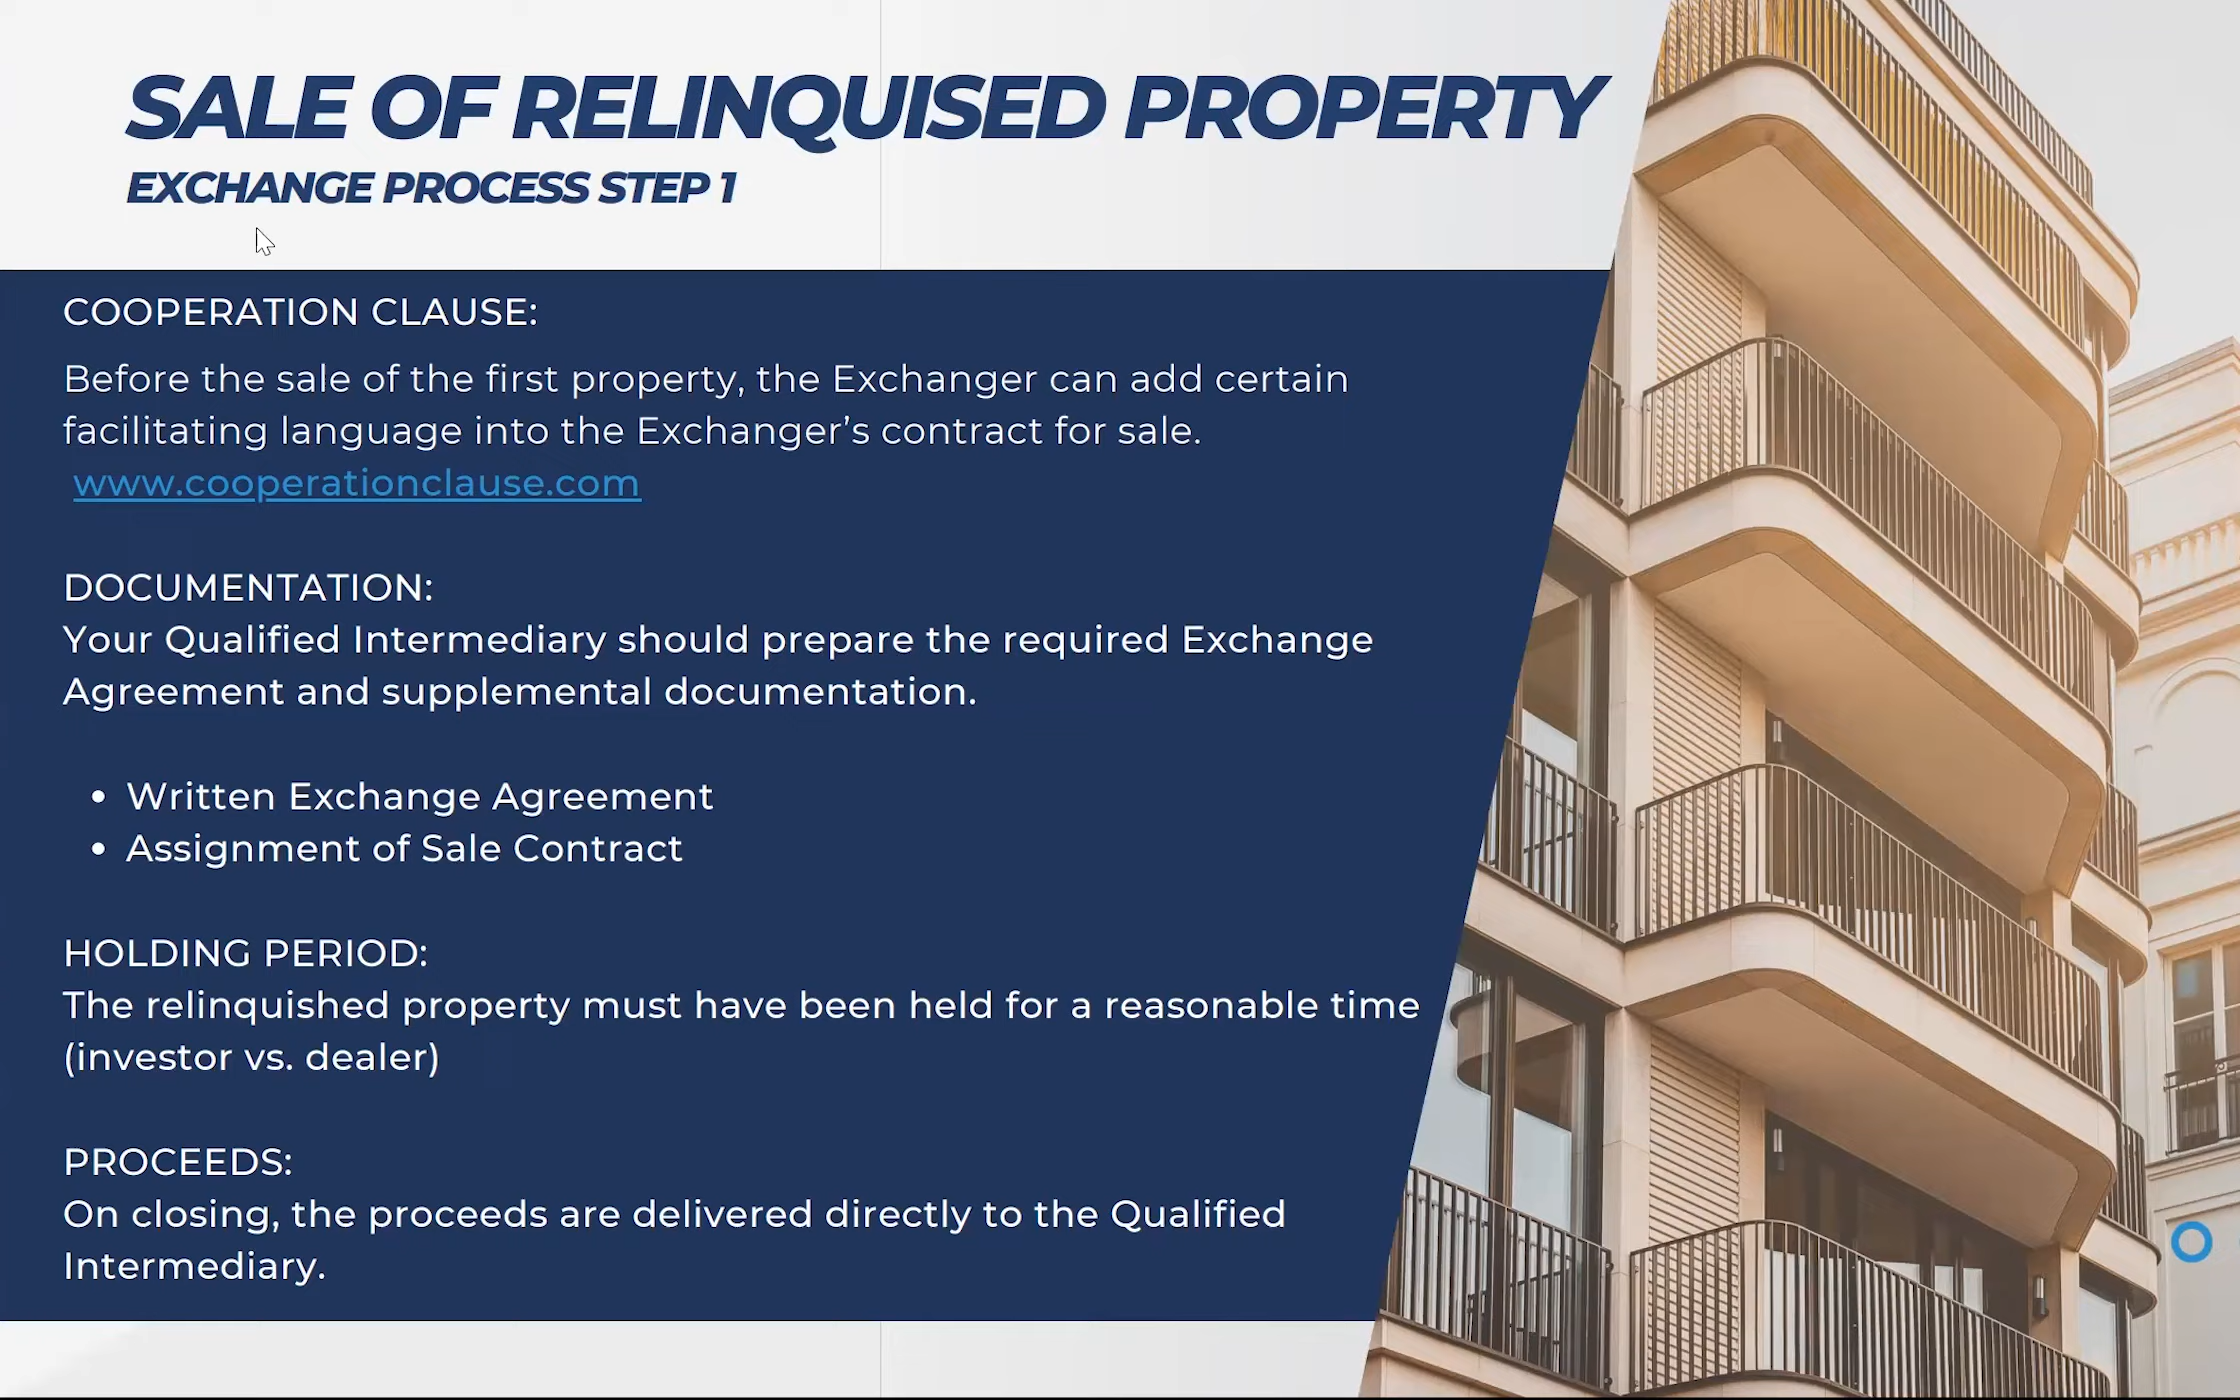 SALE OF RELINQUISED PROPERTY
EXCHANGE PROCESS STEP 1
COOPERATION CLAUSE:
Before the sale of the first property, the Exchanger can add certain
facilitating language into the Exchanger’s contract for sale.
www.cooperationclause.com
DOCUMENTATION:
Your Qualified Intermediary should prepare the required Exchange
Agreement and supplemental documentation.
• Written Exchange Agreement
• Assignment of Sale Contract
HOLDING PERIOD:
The relinquished property must have been held for a reasonable time
(investor vs. dealer)
PROCEEDS:
On closing, the proceeds are delivered directly to the Qualified
Intermediary.